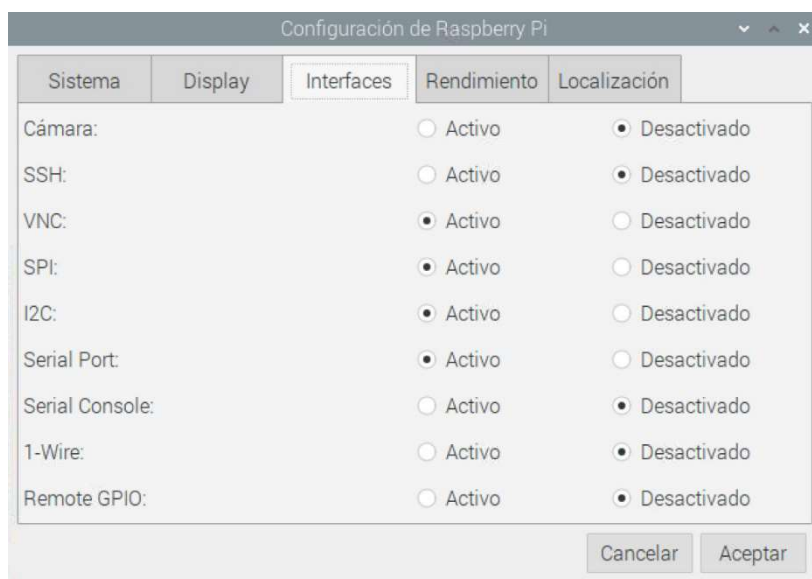 Configuración de Raspberry Pi
Sistema Display Interfaces Rendimiento Localización
Cámara: Activo Desactivado
SSH: Activo Desactivado
VNC: Activo Desactivado
SPI: Activo Desactivado
I2C: Activo Desactivado
Serial Port: Activo Desactivado
Serial Console: Activo Desactivado
1-Wire: Activo Desactivado
Remote GPIO: Activo Desactivado
Cancelar Aceptar